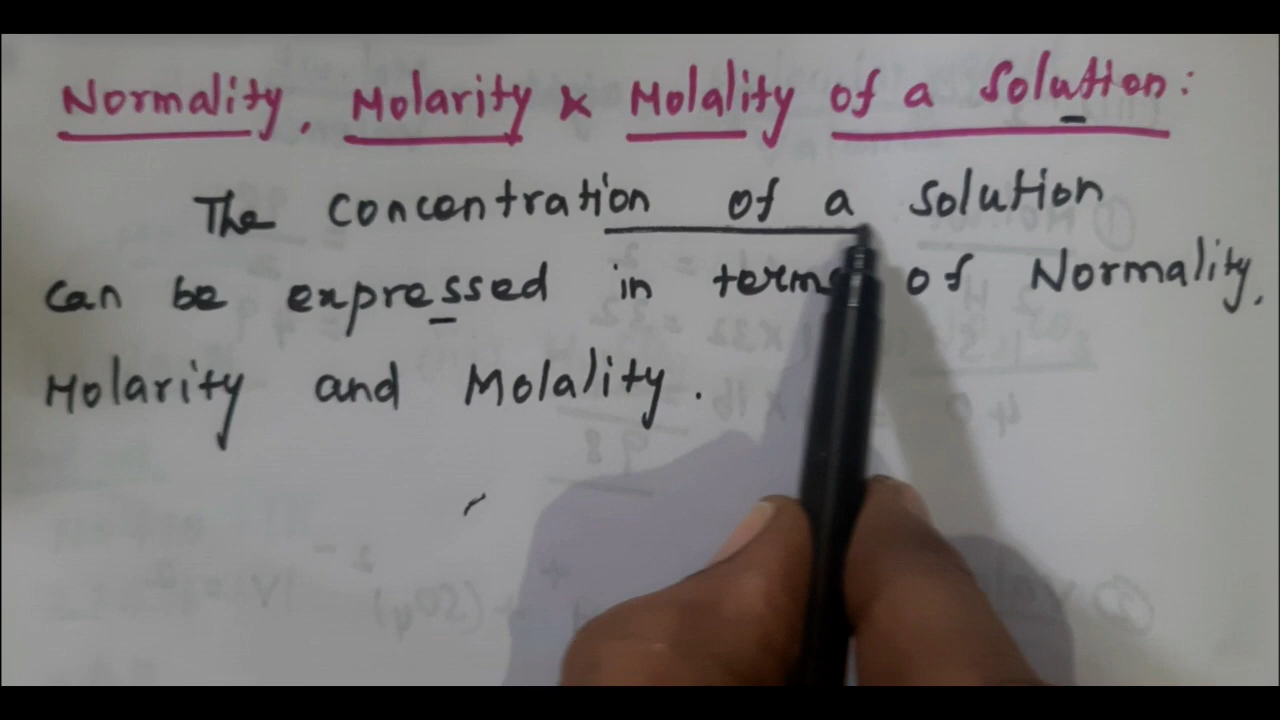 Normality, Molarity & Molality of a Solution:
The concentration of a solution
can be expressed in terms of Normality,
Molarity and Molality.